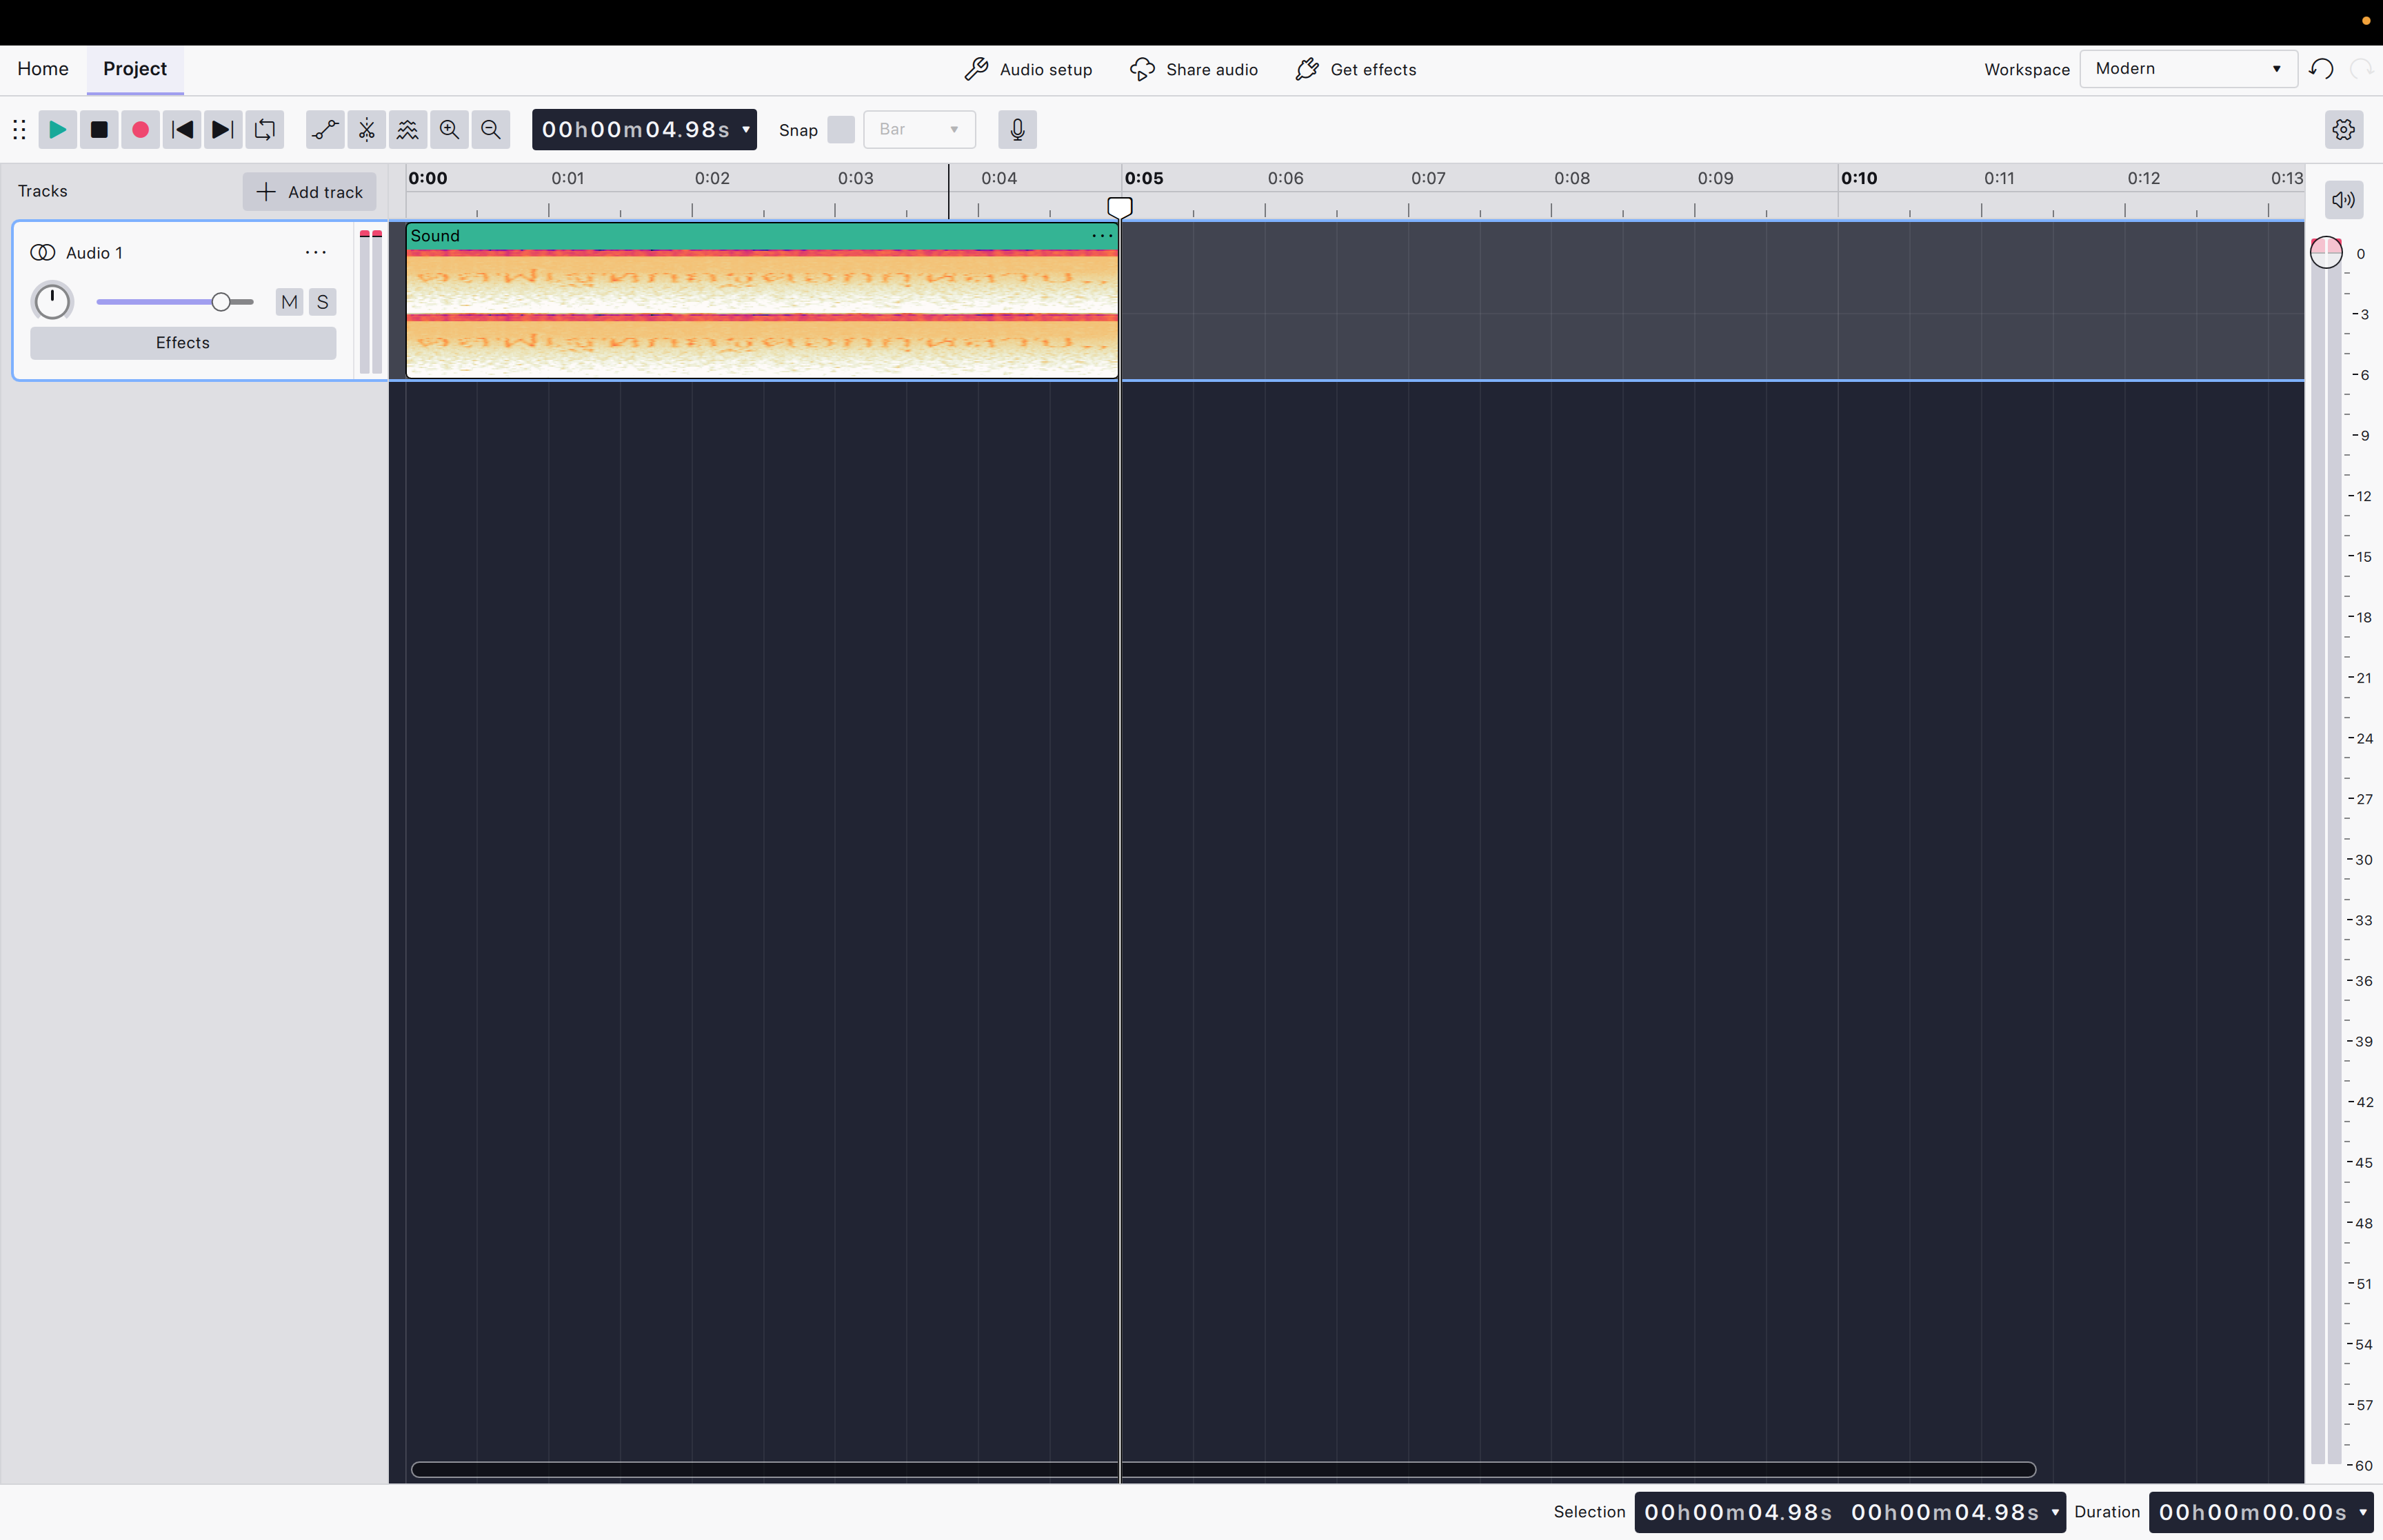 Home Project Audio setup Share audio Get effects Workspace Modern
00h00m04.98s Snap Bar
Tracks Add track 0:00 0:01 0:02 0:03 0:04 0:05 0:06 0:07 0:08 0:09 0:10 0:11 0:12 0:13
Sound
Audio 1
M S
Effects
0
-3
-6
-9
-12
-15
-18
-21
-24
-27
-30
-33
-36
-39
-42
-45
-48
-51
-54
-57
-60
Selection 00h00m04.98s 00h00m04.98s Duration 00h00m00.00s